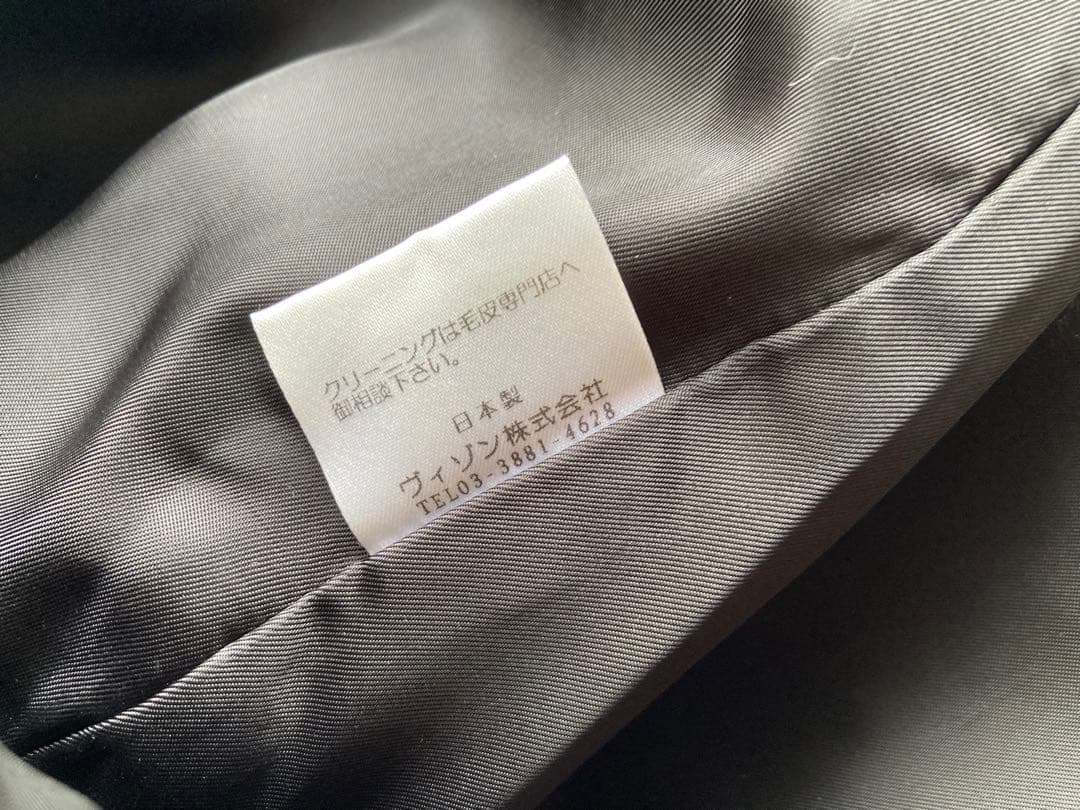 クリーニングは毛皮専門店へ
御相談下さい。
日本製
ヴィソン株式会社
TEL03-3881-4628